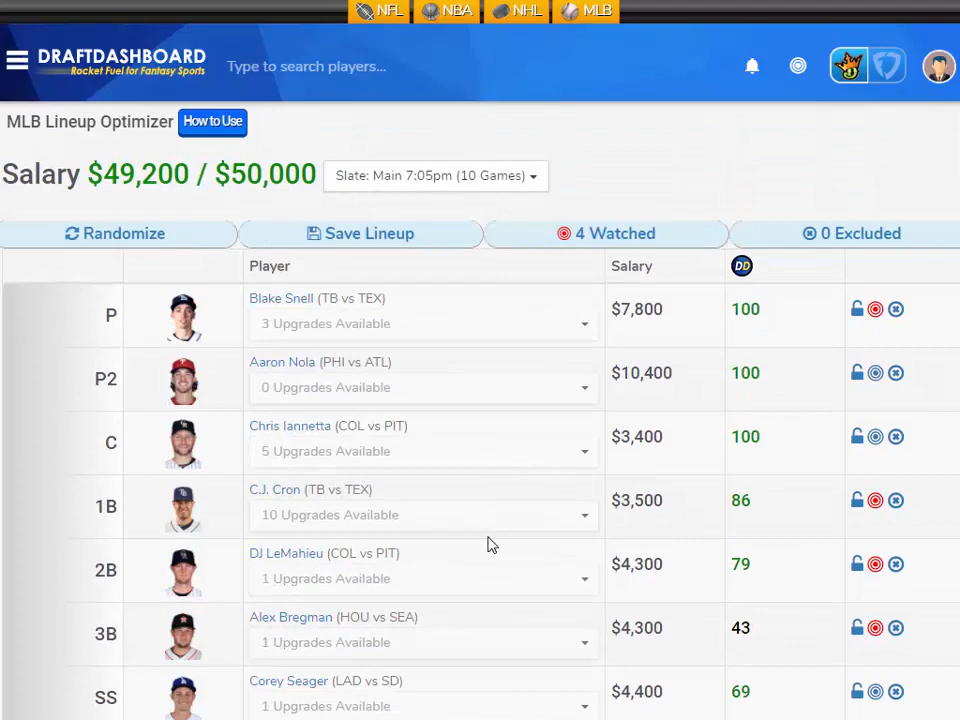 NFL NBA NHL MLB
DRAFTDASHBOARD
Rocket Fuel for Fantasy Sports
Type to search players...
MLB Lineup Optimizer How to Use
Salary $49,200 / $50,000 Slate: Main 7:05pm (10 Games)
Randomize Save Lineup 4 Watched 0 Excluded
Player Salary DD
P Blake Snell (TB vs TEX) $7,800 100
3 Upgrades Available
P2 Aaron Nola (PHI vs ATL) $10,400 100
0 Upgrades Available
C Chris Iannetta (COL vs PIT) $3,400 100
5 Upgrades Available
1B C.J. Cron (TB vs TEX) $3,500 86
10 Upgrades Available
2B DJ LeMahieu (COL vs PIT) $4,300 79
1 Upgrades Available
3B Alex Bregman (HOU vs SEA) $4,300 43
1 Upgrades Available
SS Corey Seager (LAD vs SD) $4,400 69
1 Upgrades Available